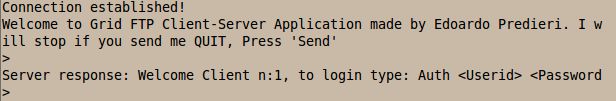 Connection established!
Welcome to Grid FTP Client-Server Application made by Edoardo Predieri. I w
ill stop if you send me QUIT, Press 'Send'
>
Server response: Welcome Client n:1, to login type: Auth <Userid> <Password
>